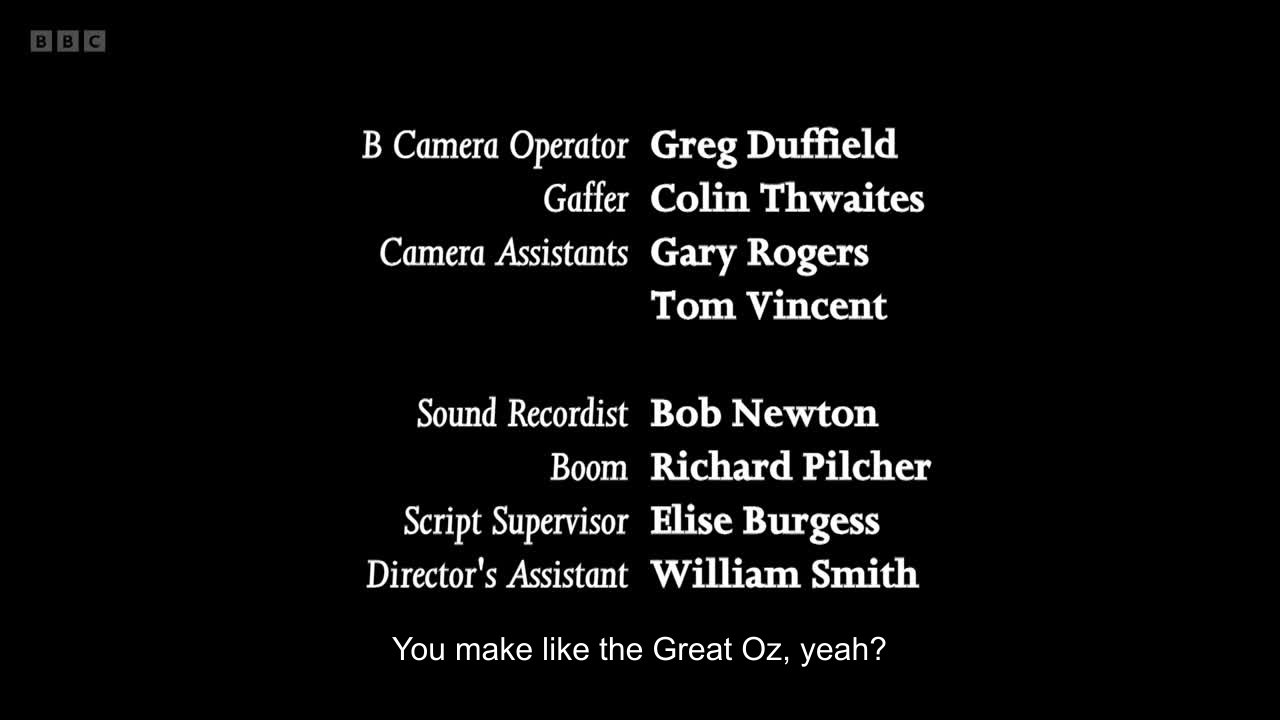 BBC
B Camera Operator Greg Duffield
Gaffer Colin Thwaites
Camera Assistants Gary Rogers
Tom Vincent
Sound Recordist Bob Newton
Boom Richard Pilcher
Script Supervisor Elise Burgess
Director's Assistant William Smith
You make like the Great Oz, yeah?